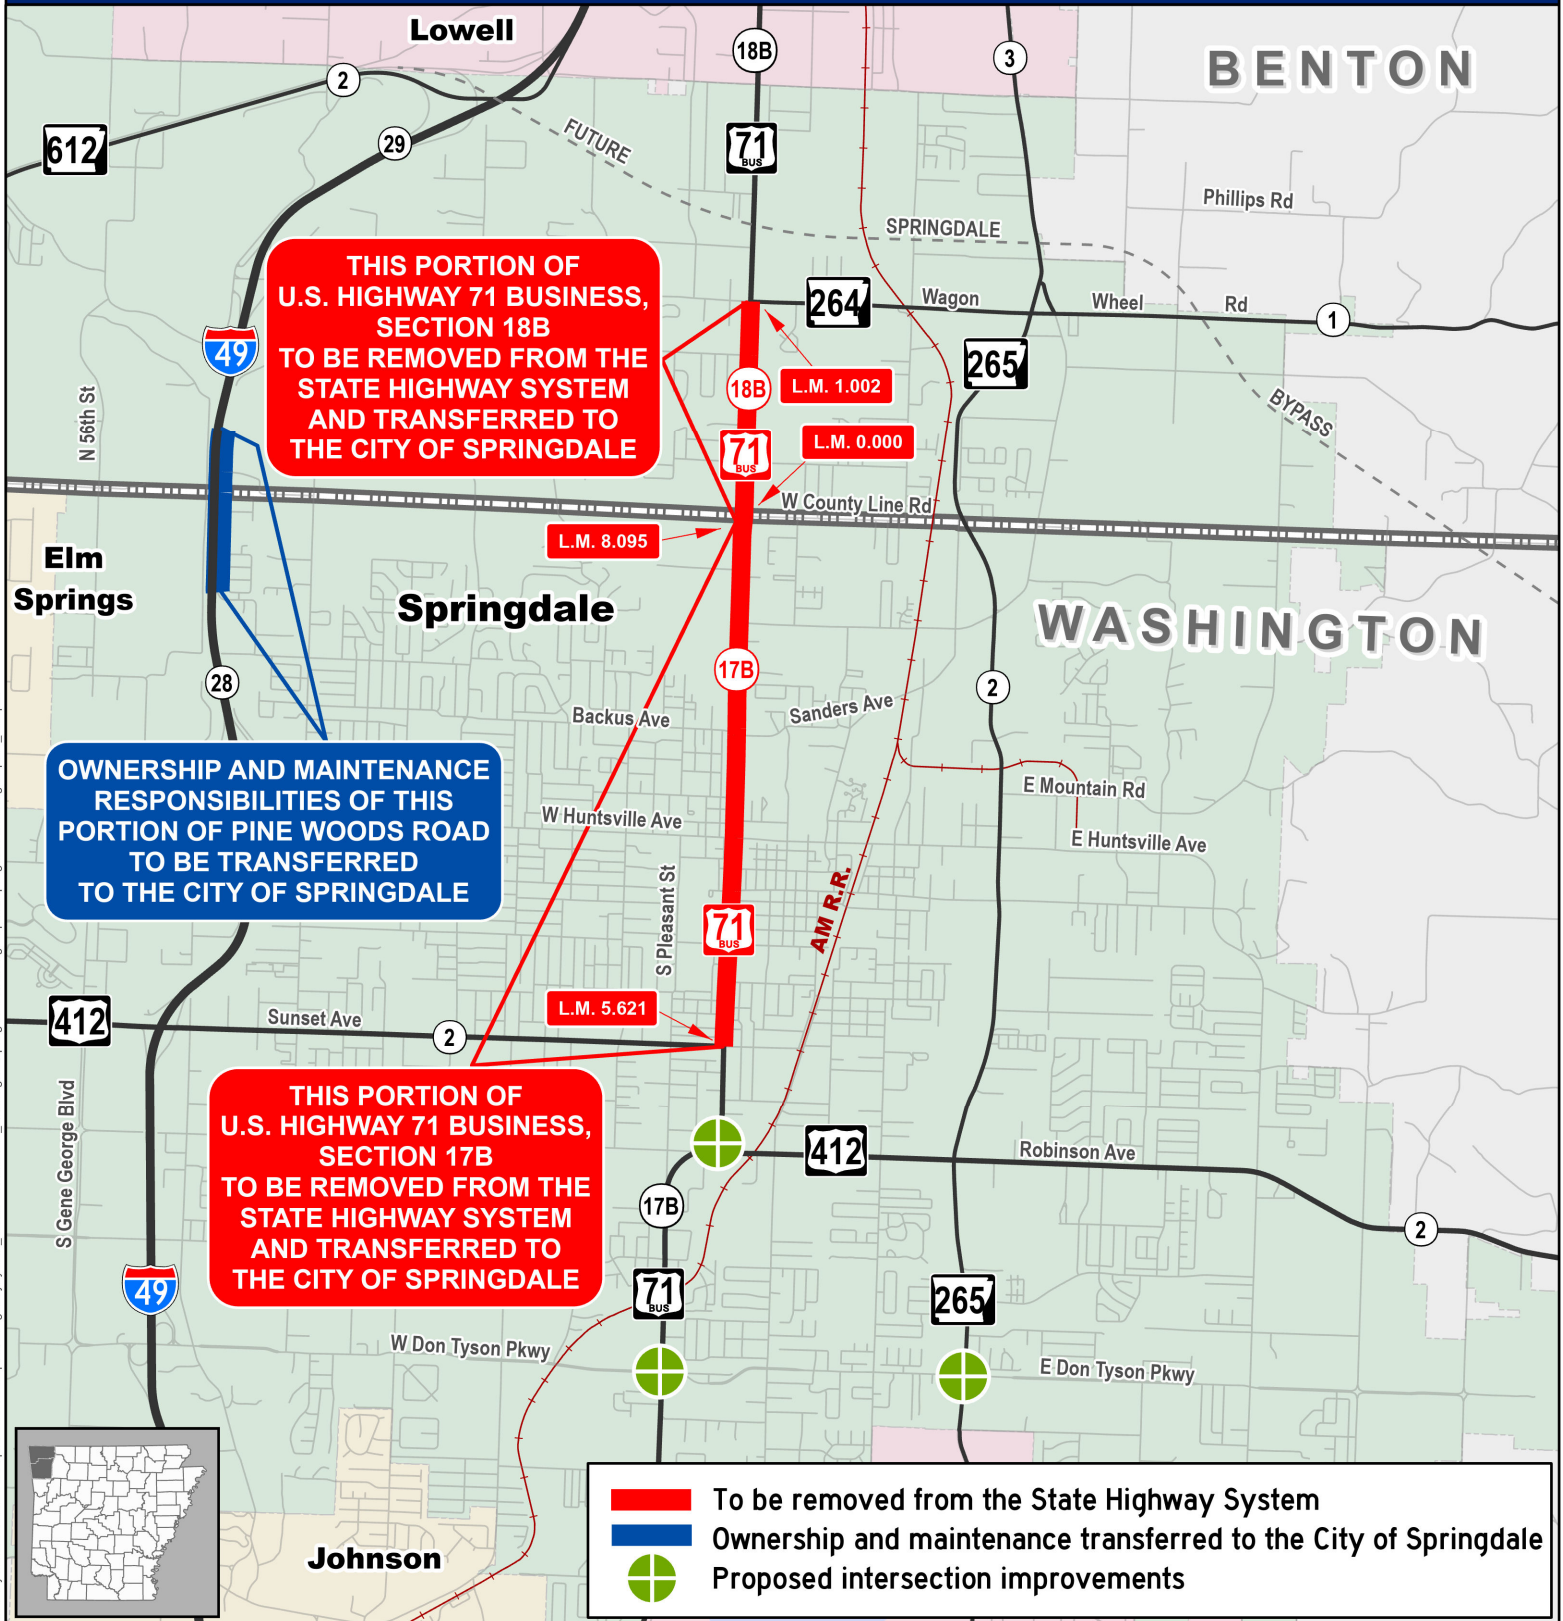 Lowell
18B
3
BENTON
2
612
29
FUTURE
71
BUS
Phillips Rd
SPRINGDALE
THIS PORTION OF
U.S. HIGHWAY 71 BUSINESS,
SECTION 18B
TO BE REMOVED FROM THE
STATE HIGHWAY SYSTEM
AND TRANSFERRED TO
THE CITY OF SPRINGDALE
264
Wagon
Wheel
Rd
1
49
265
18B
L.M. 1.002
BYPASS
N 56th St
71
BUS
L.M. 0.000
W County Line Rd
L.M. 8.095
Elm
Springs
Springdale
WASHINGTON
17B
28
2
Backus Ave
Sanders Ave
OWNERSHIP AND MAINTENANCE
RESPONSIBILITIES OF THIS
PORTION OF PINE WOODS ROAD
TO BE TRANSFERRED
TO THE CITY OF SPRINGDALE
E Mountain Rd
W Huntsville Ave
E Huntsville Ave
S Pleasant St
AM R.R.
71
BUS
412
Sunset Ave
2
L.M. 5.621
S Gene George Blvd
THIS PORTION OF
U.S. HIGHWAY 71 BUSINESS,
SECTION 17B
TO BE REMOVED FROM THE
STATE HIGHWAY SYSTEM
AND TRANSFERRED TO
THE CITY OF SPRINGDALE
412
Robinson Ave
17B
2
49
71
BUS
265
W Don Tyson Pkwy
E Don Tyson Pkwy
Johnson
To be removed from the State Highway System
Ownership and maintenance transferred to the City of Springdale
Proposed intersection improvements